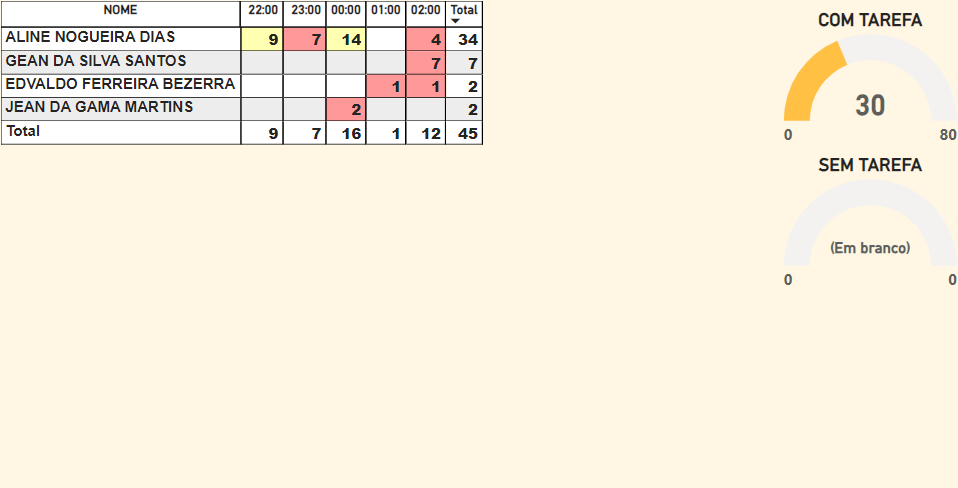 NOME 22:00 23:00 00:00 01:00 02:00 Total
ALINE NOGUEIRA DIAS 9 7 14 4 34
GEAN DA SILVA SANTOS 7 7
EDVALDO FERREIRA BEZERRA 1 1 2
JEAN DA GAMA MARTINS 2 2
Total 9 7 16 1 12 45
COM TAREFA
30
0 80
SEM TAREFA
(Em branco)
0 0